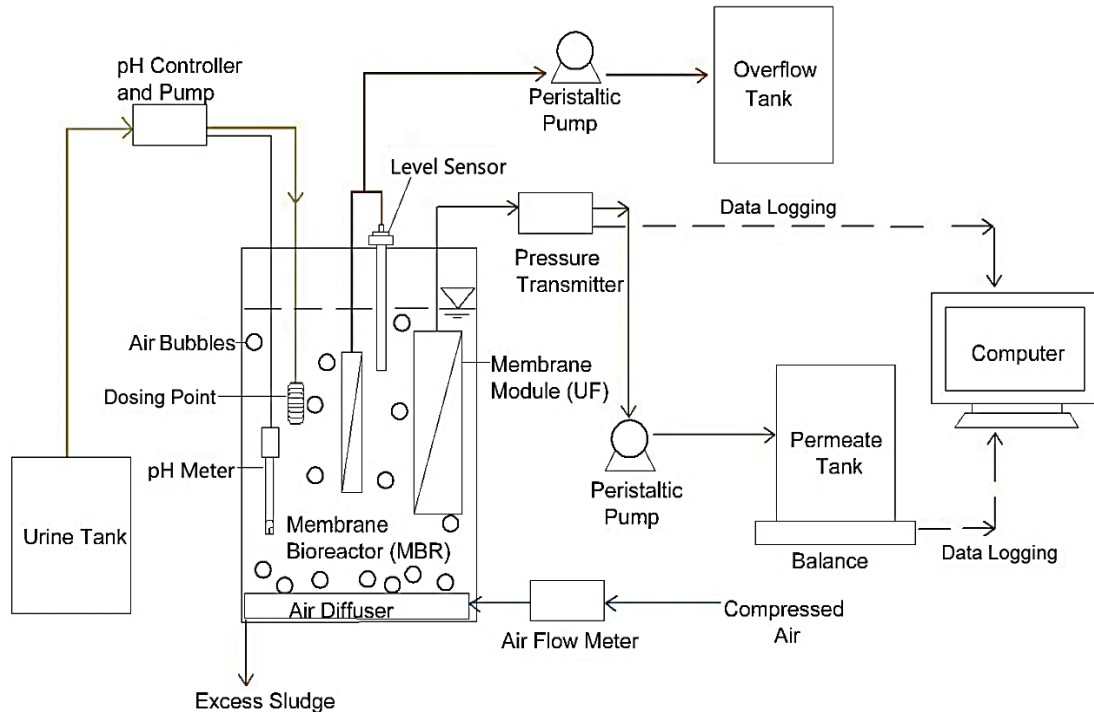 pH Controller
and Pump
Peristaltic
Pump
Overflow
Tank
Level Sensor
Data Logging
Pressure
Transmitter
Air Bubbles
Computer
Membrane
Module (UF)
Dosing Point
Permeate
Tank
pH Meter
Peristaltic
Pump
Urine Tank
Membrane
Bioreactor (MBR)
Balance
Data Logging
Air Diffuser
Compressed
Air
Air Flow Meter
Excess Sludge